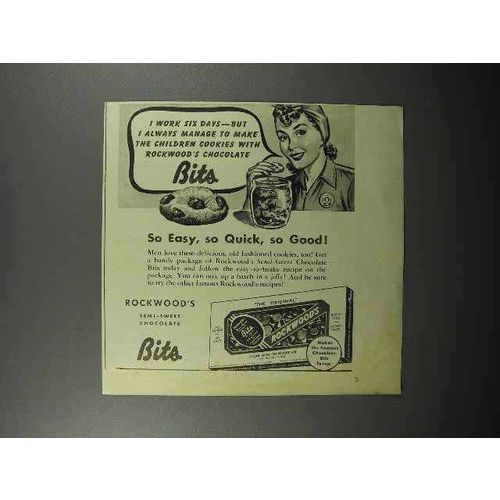 I WORK SIX DAYS—BUT
I ALWAYS MANAGE TO MAKE
THE CHILDREN COOKIES WITH
ROCKWOOD'S CHOCOLATE
Bits
So Easy, so Quick, so Good!
Men love these delicious, old fashioned cookies, too! Get
a handy package of Rockwood's Semi-Sweet Chocolate
Bits today and follow the easy-to-make recipe on the
package. You can mix up a batch in a jiffy! And be sure
to try the other famous Rockwood's recipes!
ROCKWOOD'S
SEMI-SWEET
CHOCOLATE
Bits
"THE ORIGINAL"
ROCKWOOD'S
Bits
Makes
the Famous
Chocolate
Bits